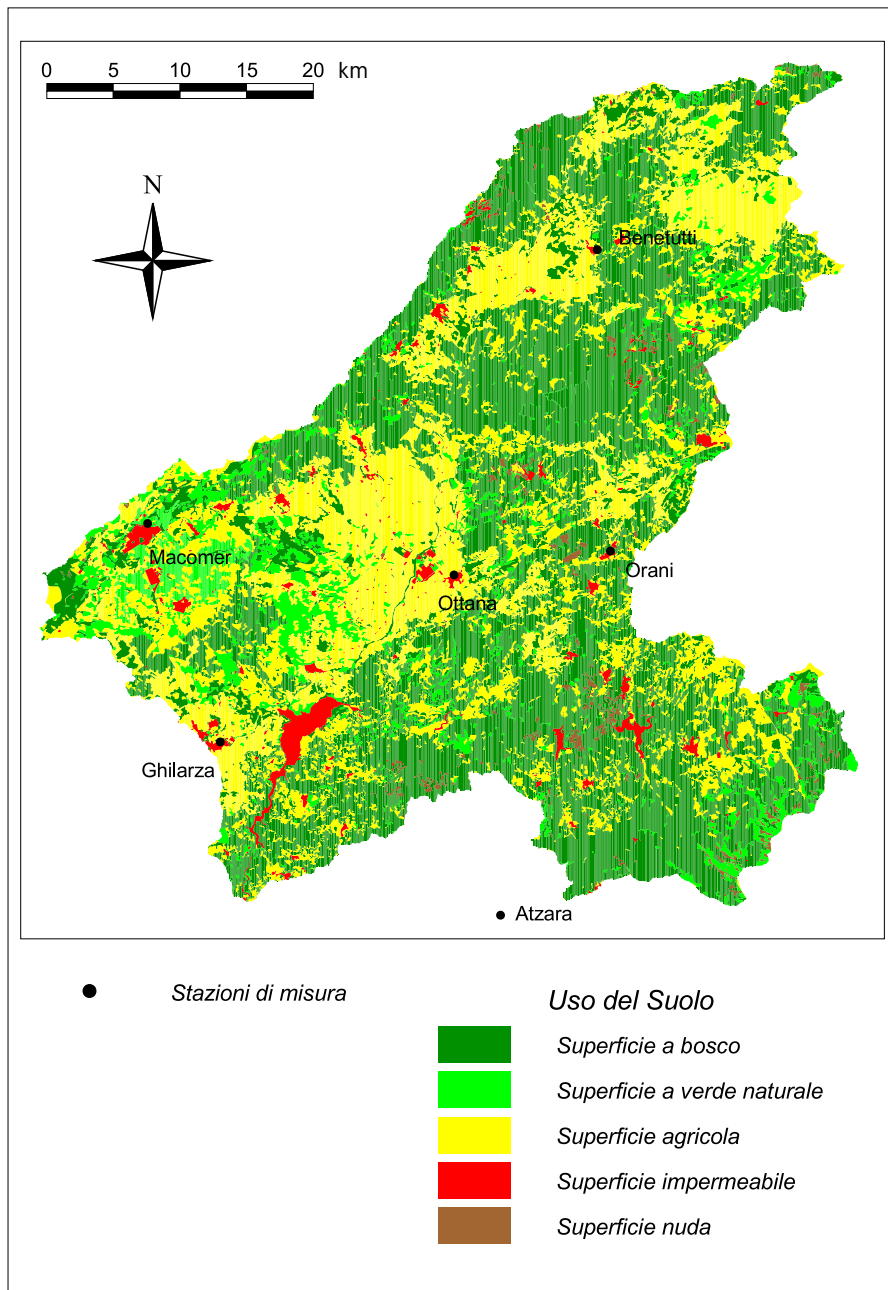 0 5 10 15 20 km
N
Benetutti
Macomer
Orani
Ottana
Ghilarza
Atzara
Stazioni di misura
Uso del Suolo
Superficie a bosco
Superficie a verde naturale
Superficie agricola
Superficie impermeabile
Superficie nuda